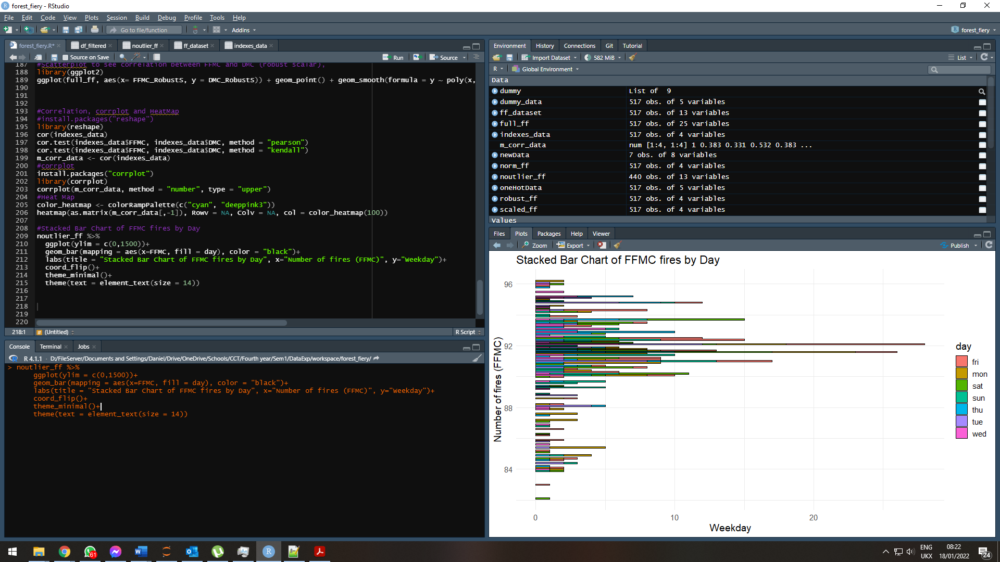 forest_fiery - RStudio
File Edit Code View Plots Session Build Debug Profile Tools Help
Go to file/function Addins forest_fiery
forest_fiery.R* df_filtered noutlier_ff ff_dataset indexes_data
Source on Save Run Source
187 #Scatterplot to see correlation between FFMC and DMC (robust scalar),
188 library(ggplot2)
189 ggplot(full_ff, aes(x= FFMC_RobustS, y = DMC_RobustS)) + geom_point() + geom_smooth(formula = y ~ poly(x,
190
191
192
193 #Correlation, corrplot and HeatMap
194 #install.packages("reshape")
195 library(reshape)
196 cor(indexes_data)
197 cor.test(indexes_data$FFMC, indexes_data$DMC, method = "pearson")
198 cor.test(indexes_data$FFMC, indexes_data$DMC, method = "kendall")
199 m_corr_data <- cor(indexes_data)
200 #corrplot
201 install.packages("corrplot")
202 library(corrplot)
203 corrplot(m_corr_data, method = "number", type = "upper")
204 #Heat Map
205 color_heatmap <- colorRampPalette(c("cyan", "deeppink3"))
206 heatmap(as.matrix(m_corr_data[,-1]), Rowv = NA, Colv = NA, col = color_heatmap(100))
207
208 #Stacked Bar Chart of FFMC fires by Day
209 noutlier_ff %>%
210 ggplot(ylim = c(0,1500))+
211 geom_bar(mapping = aes(x=FFMC, fill = day), color = "black")+
212 labs(title = "Stacked Bar Chart of FFMC fires by Day", x="Number of fires (FFMC)", y="Weekday")+
213 coord_flip()+
214 theme_minimal()+
215 theme(text = element_text(size = 14))
216
217
218
219
220
218:1 # (Untitled) R Script
Console Terminal Jobs
R 4.1.1 · D:/FileServer/Documents and Settings/Daniel/Drive/OneDrive/Schools/CCT/Fourth year/Sem1/DataExp/workspace/forest_fiery/
> noutlier_ff %>%
ggplot(ylim = c(0,1500))+
geom_bar(mapping = aes(x=FFMC, fill = day), color = "black")+
labs(title = "Stacked Bar Chart of FFMC fires by Day", x="Number of fires (FFMC)", y="Weekday")+
coord_flip()+
theme_minimal()+
theme(text = element_text(size = 14))
Environment History Connections Git Tutorial
Import Dataset 582 MiB List
R Global Environment
Data
dummy List of 9
dummy_data 517 obs. of 5 variables
ff_dataset 517 obs. of 13 variables
full_ff 517 obs. of 25 variables
indexes_data 517 obs. of 4 variables
m_corr_data num [1:4, 1:4] 1 0.383 0.331 0.532 0.383 ...
newData 7 obs. of 8 variables
norm_ff 517 obs. of 4 variables
noutlier_ff 440 obs. of 13 variables
oneHotData 517 obs. of 5 variables
robust_ff 517 obs. of 4 variables
scaled_ff 517 obs. of 4 variables
Values
Files Plots Packages Help Viewer
Zoom Export Publish
Stacked Bar Chart of FFMC fires by Day
96
92
88
84
Number of fires (FFMC)
0 10 20
Weekday
day
fri
mon
sat
sun
thu
tue
wed
61
ENG
UKX
08:22
18/01/2022
24